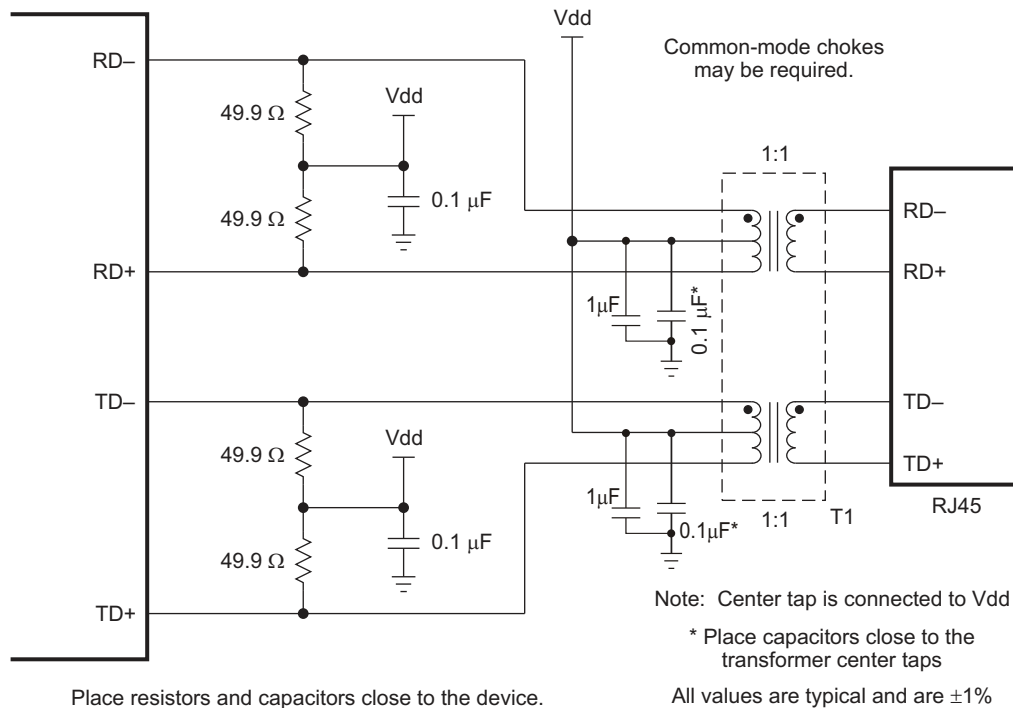 Vdd
Common-mode chokes
may be required.
RD–
49.9 Ω
Vdd
0.1 µF
49.9 Ω
RD+
1:1
RD–
RD+
1µF
0.1 µF*
TD–
49.9 Ω
Vdd
0.1 µF
49.9 Ω
TD+
1µF
0.1µF*
1:1
T1
TD–
TD+
RJ45
Note: Center tap is connected to Vdd
* Place capacitors close to the
transformer center taps
Place resistors and capacitors close to the device.
All values are typical and are ±1%